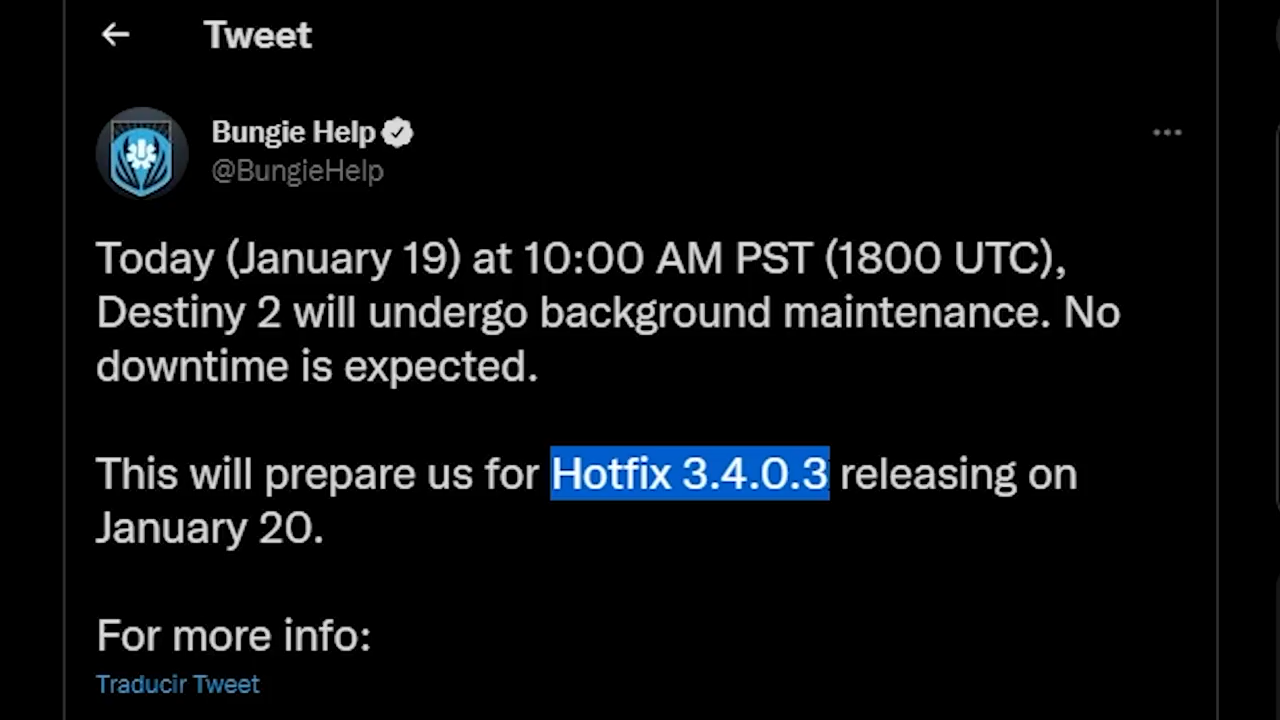 Tweet
Bungie Help
@BungieHelp
Today (January 19) at 10:00 AM PST (1800 UTC),
Destiny 2 will undergo background maintenance. No
downtime is expected.
This will prepare us for Hotfix 3.4.0.3 releasing on
January 20.
For more info:
Traducir Tweet